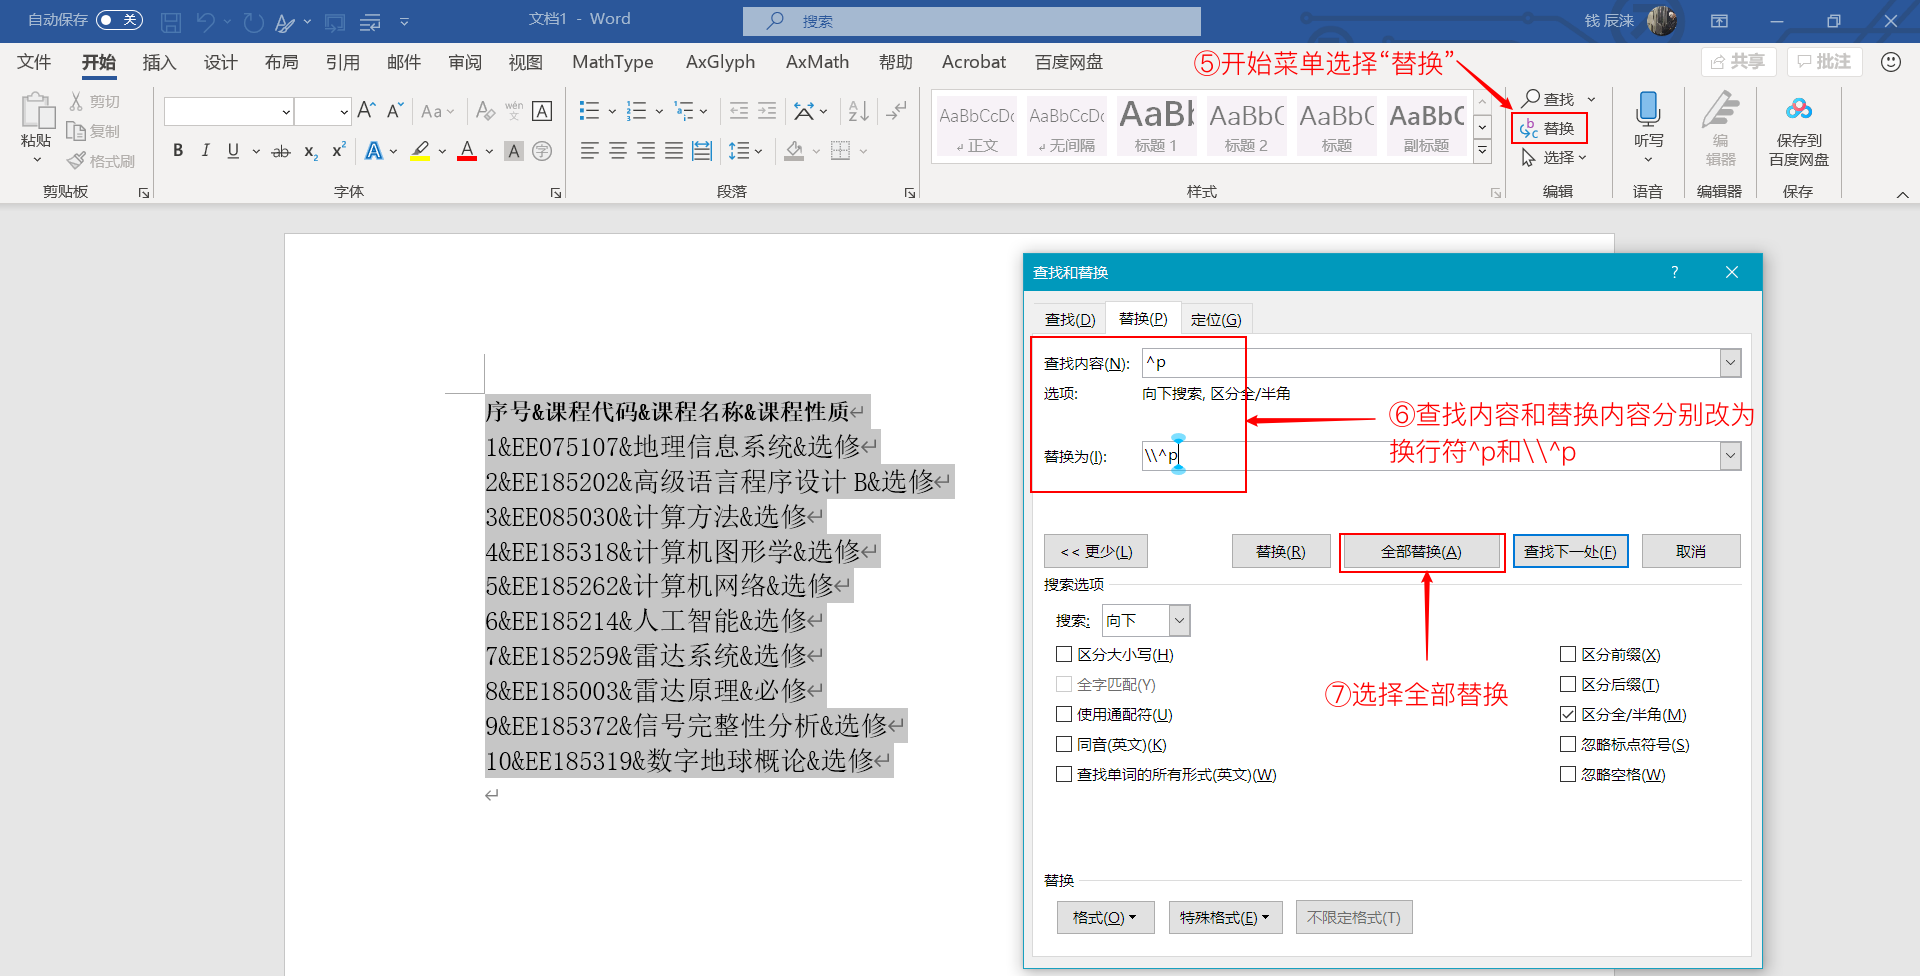 自动保存 关
文档1 - Word
搜索
钱 辰涞
文件 开始 插入 设计 布局 引用 邮件 审阅 视图 MathType AxGlyph AxMath 帮助 Acrobat 百度网盘
⑤开始菜单选择“替换”
共享 批注
粘贴
剪切
复制
格式刷
剪贴板
Aa
wén
文
A
B I U ab x₂ x² A A A 字
字体
段落
AaBbCcDc
正文
AaBbCcDc
无间隔
AaBb
标题 1
AaBbC
标题 2
AaBbC
标题
AaBbC
副标题
样式
查找
替换
选择
编辑
听写
语音
编
辑器
编辑器
保存到
百度网盘
保存
序号&课程代码&课程名称&课程性质↵
1&EE075107&地理信息系统&选修↵
2&EE185202&高级语言程序设计 B&选修↵
3&EE085030&计算方法&选修↵
4&EE185318&计算机图形学&选修↵
5&EE185262&计算机网络&选修↵
6&EE185214&人工智能&选修↵
7&EE185259&雷达系统&选修↵
8&EE185003&雷达原理&必修↵
9&EE185372&信号完整性分析&选修↵
10&EE185319&数字地球概论&选修↵
↵
查找和替换 ?
查找(D) 替换(P) 定位(G)
查找内容(N): ^p
选项: 向下搜索, 区分全/半角
替换为(I): \\^p
⑥查找内容和替换内容分别改为
换行符^p和\\^p
<< 更少(L) 替换(R) 全部替换(A) 查找下一处(F) 取消
搜索选项
搜索: 向下
区分大小写(H)
全字匹配(Y)
使用通配符(U)
同音(英文)(K)
查找单词的所有形式(英文)(W)
区分前缀(X)
区分后缀(T)
区分全/半角(M)
忽略标点符号(S)
忽略空格(W)
⑦选择全部替换
替换
格式(O) 特殊格式(E) 不限定格式(T)